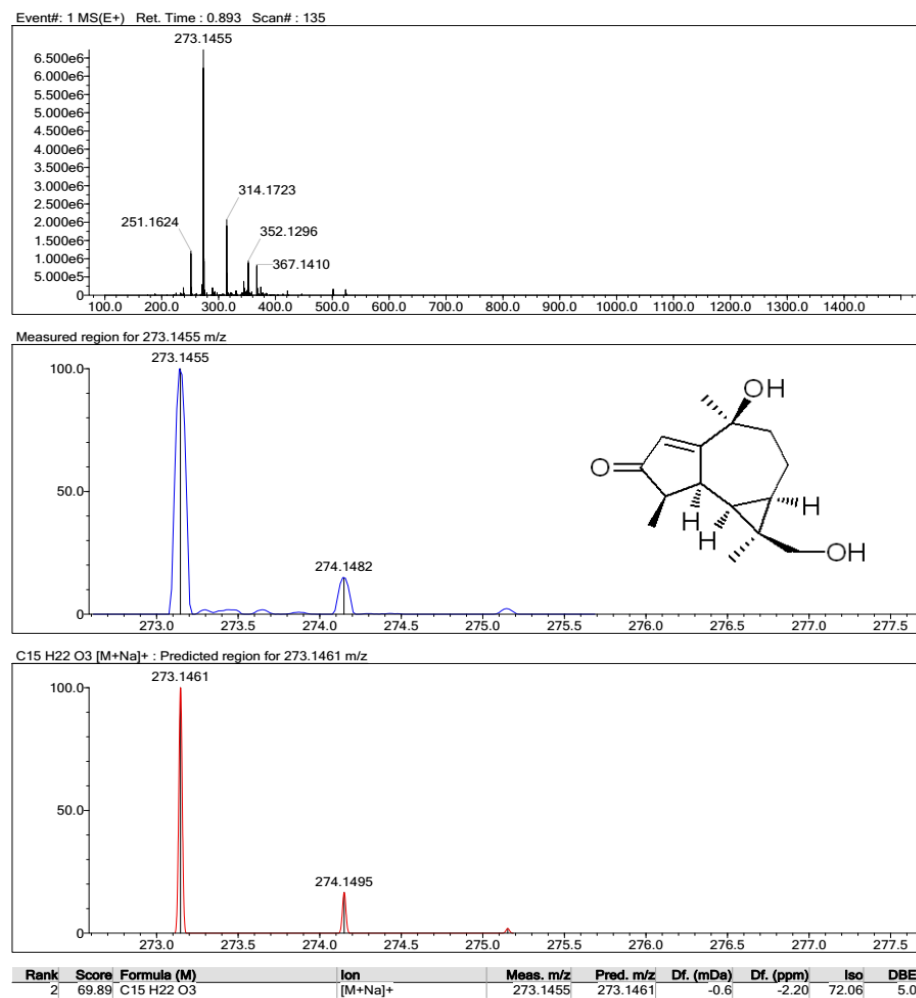 Event#: 1 MS(E+) Ret. Time : 0.893 Scan# : 135
273.1455
6.500e6
6.000e6
5.500e6
5.000e6
4.500e6
4.000e6
3.500e6
3.000e6
2.500e6
2.000e6
1.500e6
1.000e6
5.000e5
0
314.1723
251.1624
352.1296
367.1410
100.0 200.0 300.0 400.0 500.0 600.0 700.0 800.0 900.0 1000.0 1100.0 1200.0 1300.0 1400.0
Measured region for 273.1455 m/z
273.1455
100.0
50.0
0
274.1482
OH
O
H
H
H
OH
273.0 273.5 274.0 274.5 275.0 275.5 276.0 276.5 277.0 277.5
C15 H22 O3 [M+Na]+ : Predicted region for 273.1461 m/z
273.1461
100.0
50.0
0
274.1495
273.0 273.5 274.0 274.5 275.0 275.5 276.0 276.5 277.0 277.5
Rank Score Formula (M) Ion Meas. m/z Pred. m/z Df. (mDa) Df. (ppm) Iso DBE
2 69.89 C15 H22 O3 [M+Na]+ 273.1455 273.1461 -0.6 -2.20 72.06 5.0